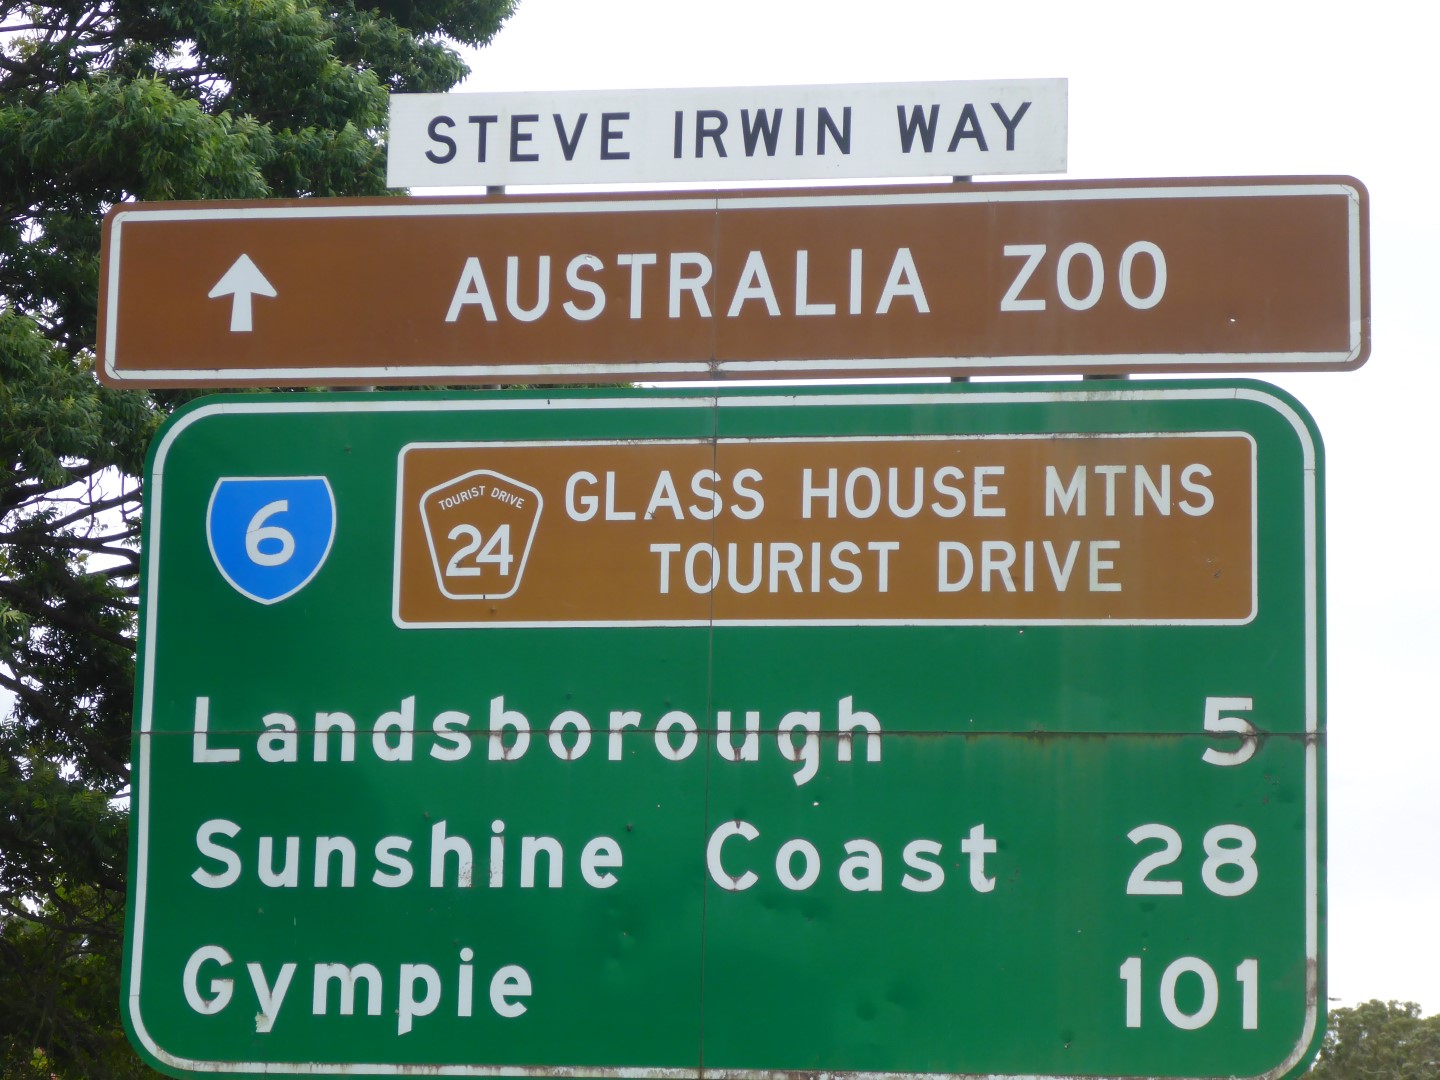 STEVE IRWIN WAY
AUSTRALIA ZOO
6
TOURIST DRIVE
24
GLASS HOUSE MTNS
TOURIST DRIVE
Landsborough 5
Sunshine Coast 28
Gympie 101